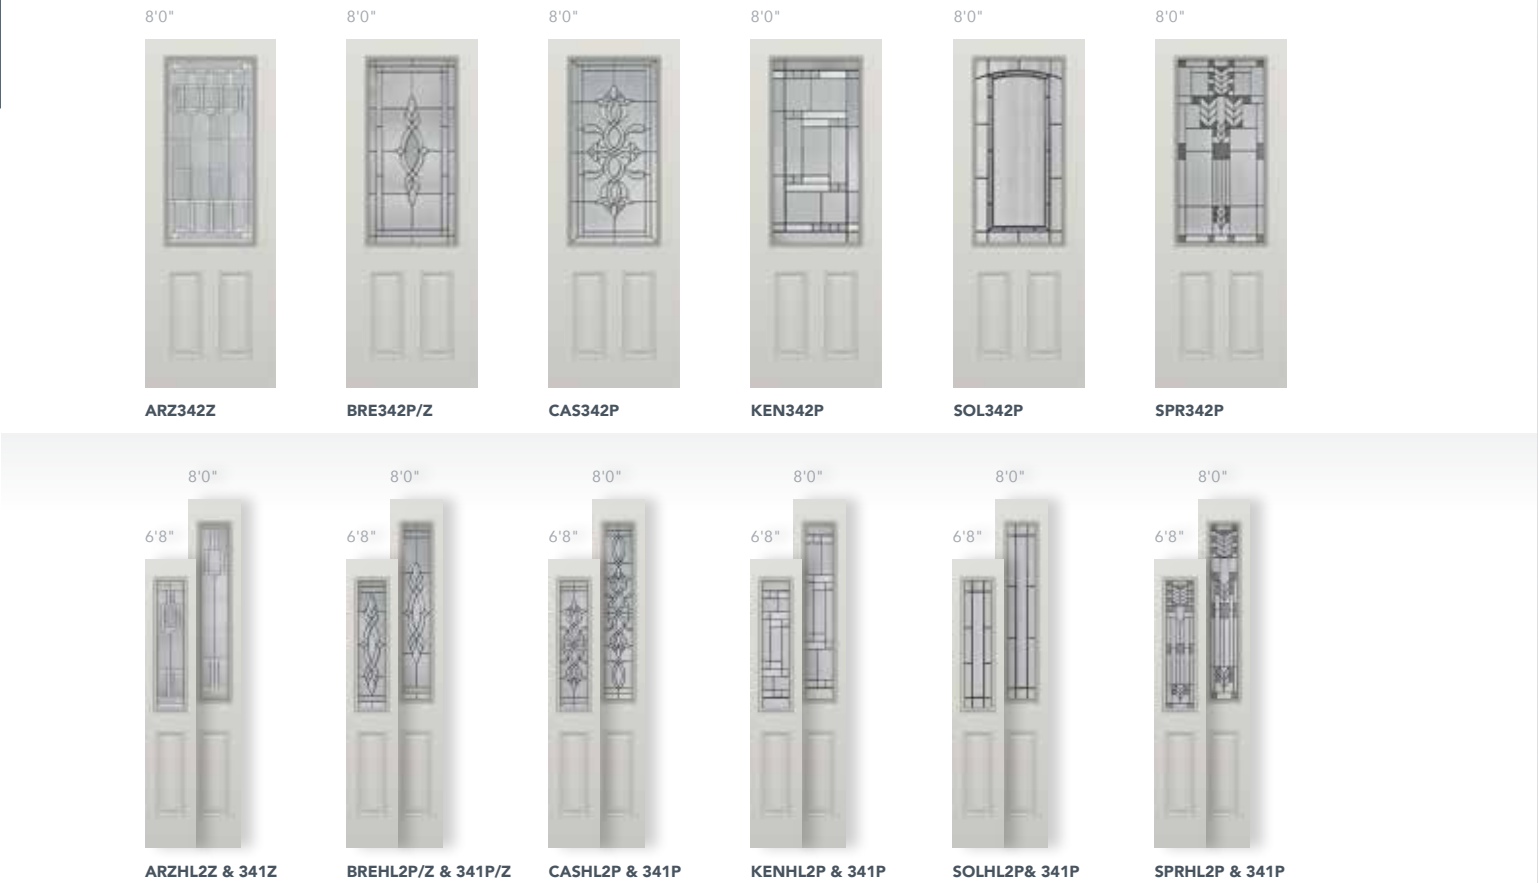 8'0" 8'0" 8'0" 8'0" 8'0" 8'0"
ARZ342Z BRE342P/Z CAS342P KEN342P SOL342P SPR342P
8'0" 8'0" 8'0" 8'0" 8'0" 8'0"
6'8" 6'8" 6'8" 6'8" 6'8" 6'8"
ARZHL2Z & 341Z BREHL2P/Z & 341P/Z CASHL2P & 341P KENHL2P & 341P SOLHL2P& 341P SPRHL2P & 341P